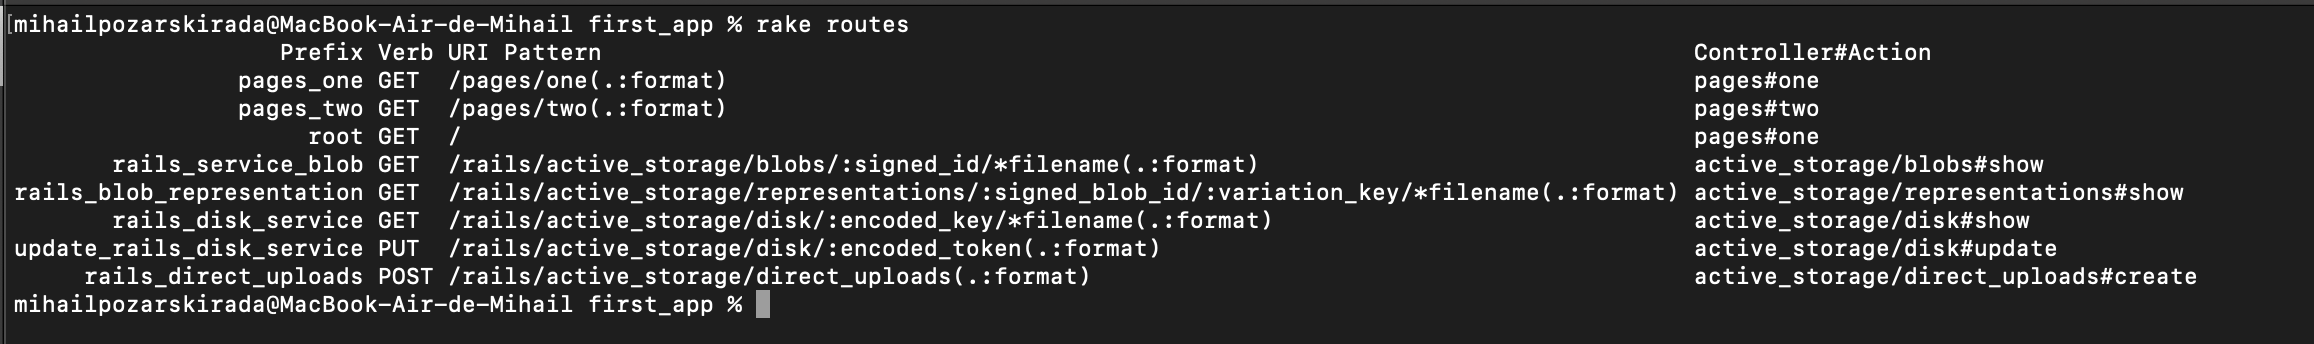 [mihailpozarskirada@MacBook-Air-de-Mihail first_app % rake routes
Prefix Verb URI Pattern Controller#Action
pages_one GET /pages/one(.:format) pages#one
pages_two GET /pages/two(.:format) pages#two
root GET / pages#one
rails_service_blob GET /rails/active_storage/blobs/:signed_id/*filename(.:format) active_storage/blobs#show
rails_blob_representation GET /rails/active_storage/representations/:signed_blob_id/:variation_key/*filename(.:format) active_storage/representations#show
rails_disk_service GET /rails/active_storage/disk/:encoded_key/*filename(.:format) active_storage/disk#show
update_rails_disk_service PUT /rails/active_storage/disk/:encoded_token(.:format) active_storage/disk#update
rails_direct_uploads POST /rails/active_storage/direct_uploads(.:format) active_storage/direct_uploads#create
mihailpozarskirada@MacBook-Air-de-Mihail first_app %